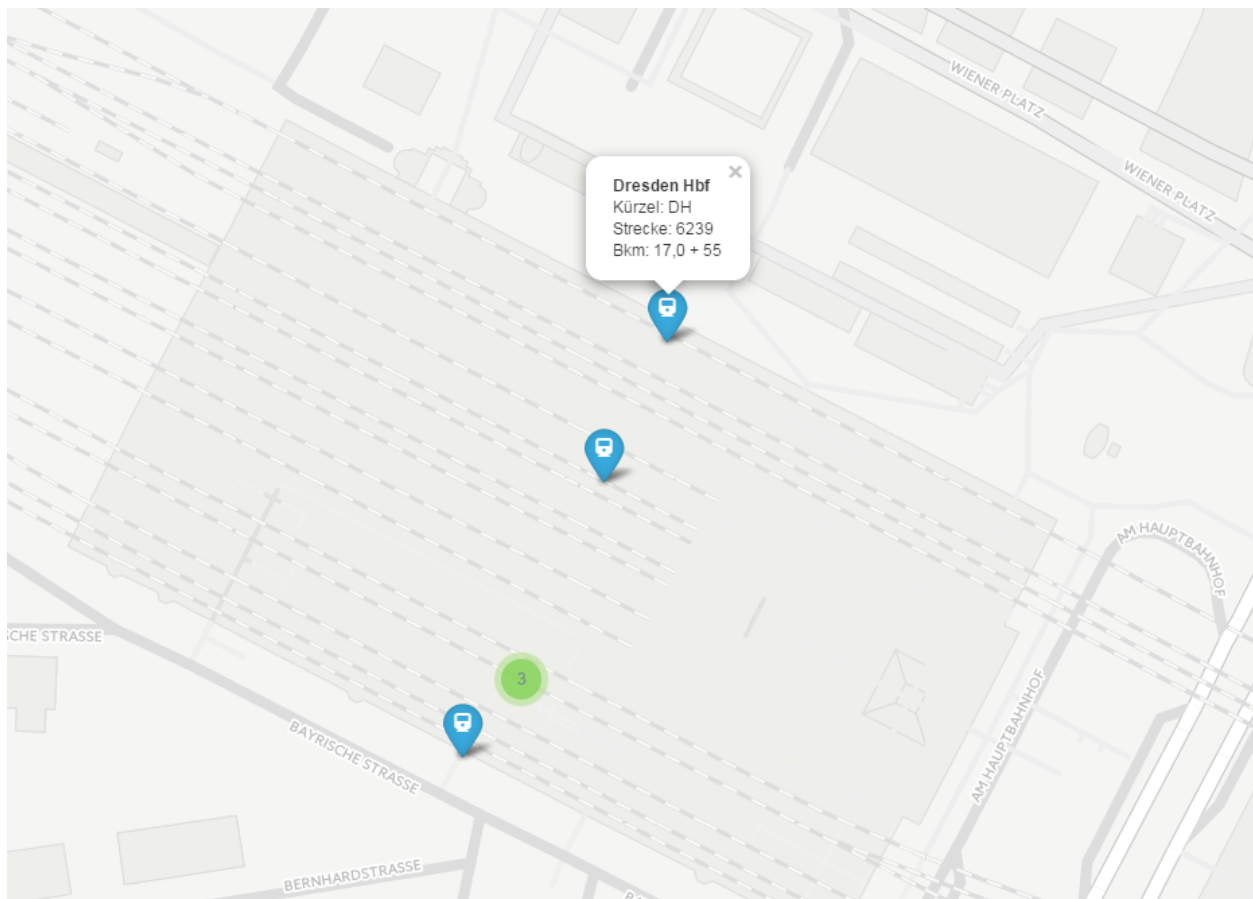 WIENER PLATZ
WIENER PLATZ
×
Dresden Hbf
Kürzel: DH
Strecke: 6239
Bkm: 17,0 + 55
AM HAUPTBAHNHOF
SCHE STRASSE
3
AM HAUPTBAHNHOF
BAYRISCHE STRASSE
BERNHARDSTRASSE
BA